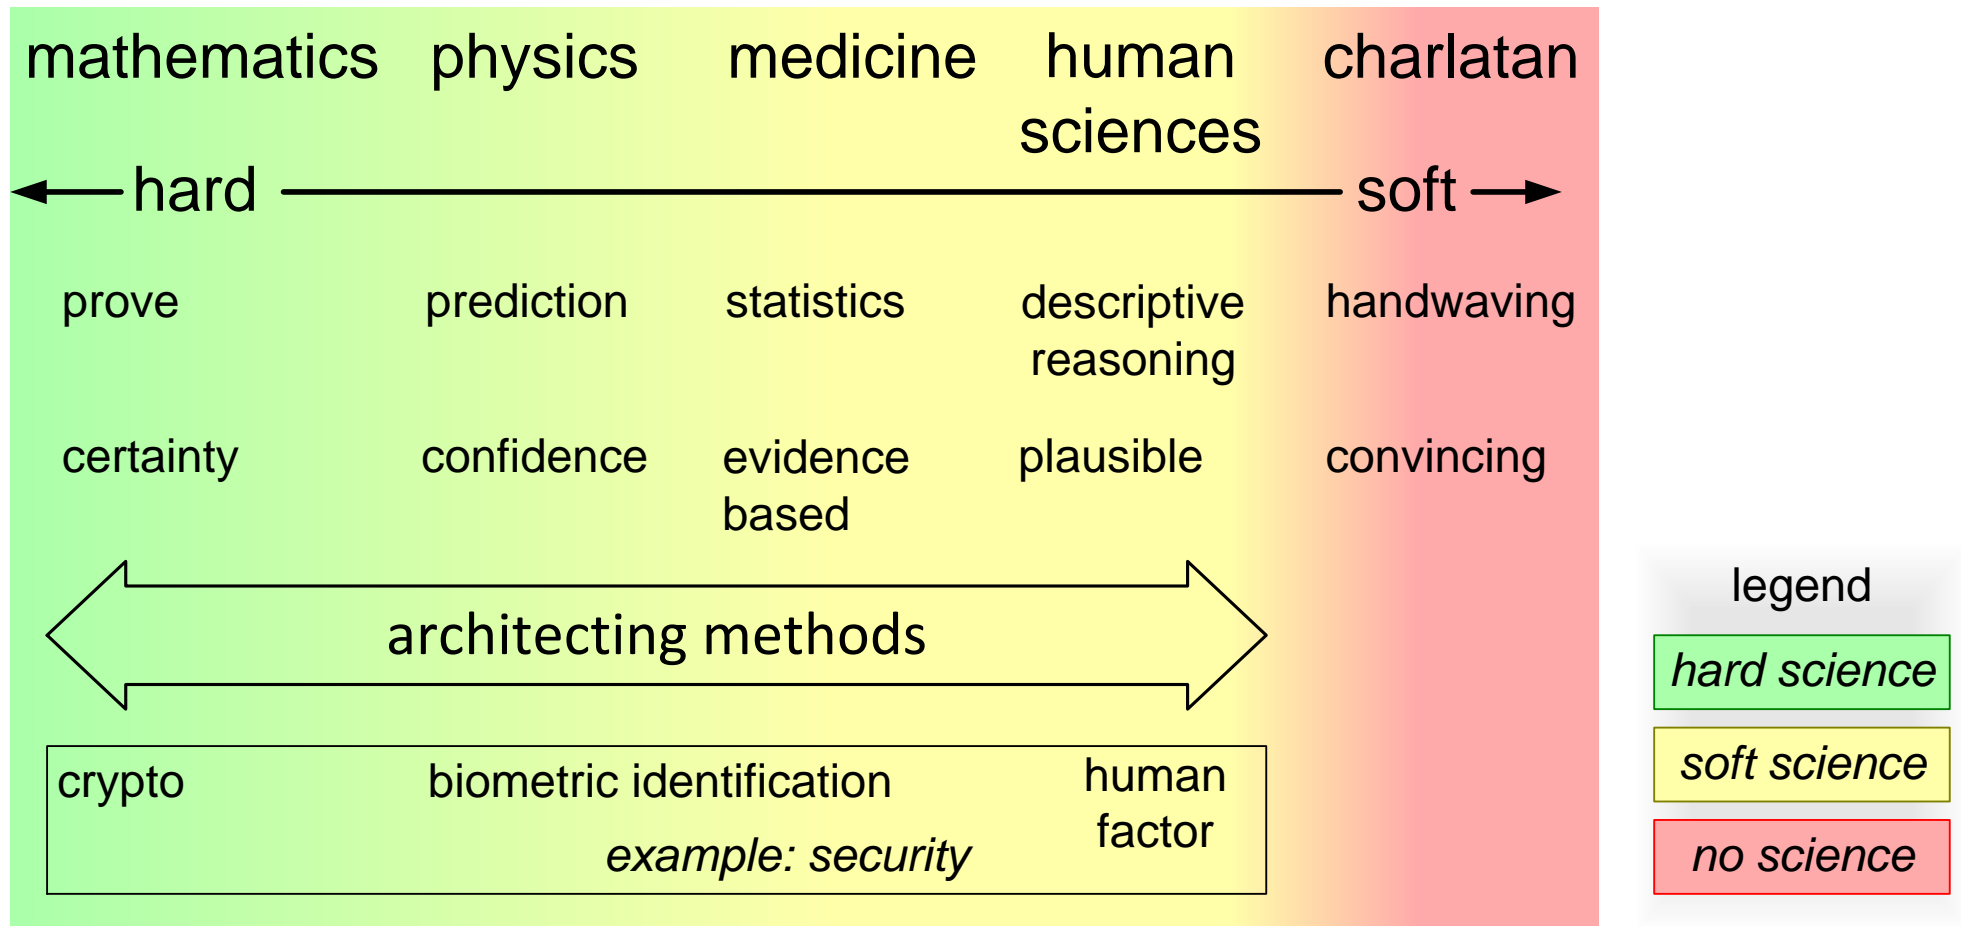 mathematics physics medicine human sciences charlatan
hard soft
prove prediction statistics descriptive reasoning handwaving
certainty confidence evidence based plausible convincing
architecting methods
crypto biometric identification human factor
example: security
legend
hard science
soft science
no science